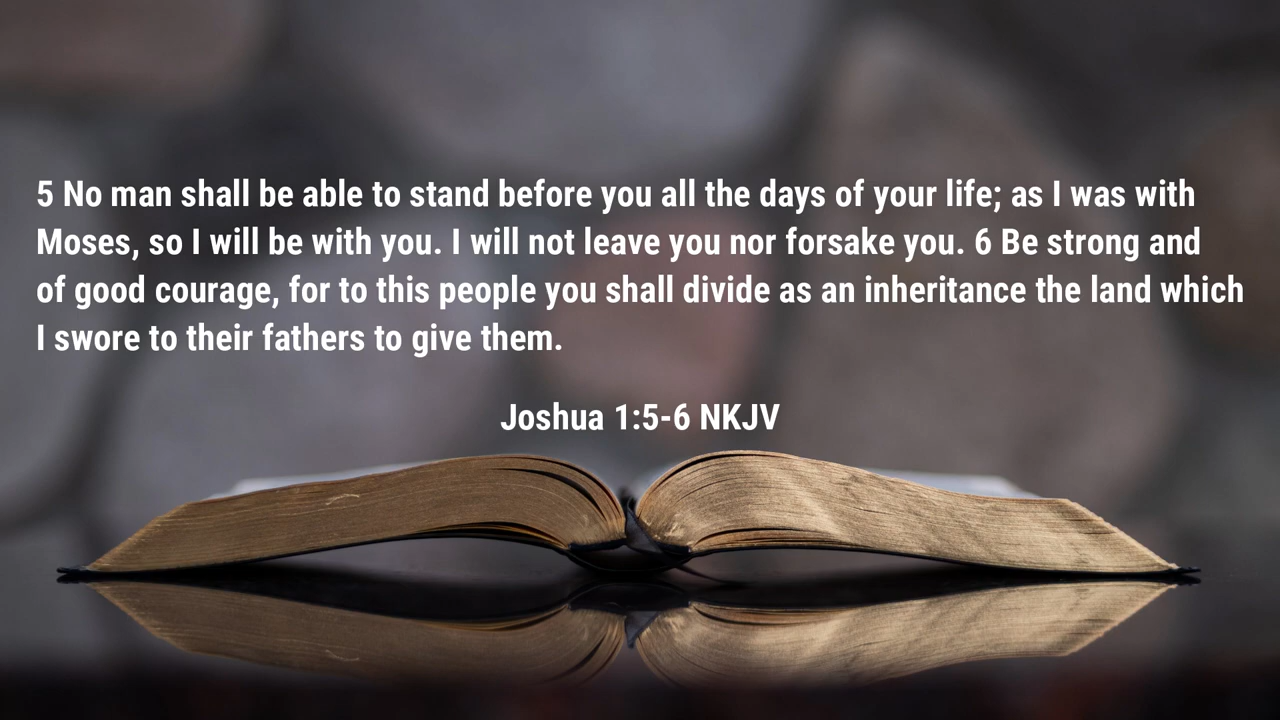 5 No man shall be able to stand before you all the days of your life; as I was with
Moses, so I will be with you. I will not leave you nor forsake you. 6 Be strong and
of good courage, for to this people you shall divide as an inheritance the land which
I swore to their fathers to give them.
Joshua 1:5-6 NKJV